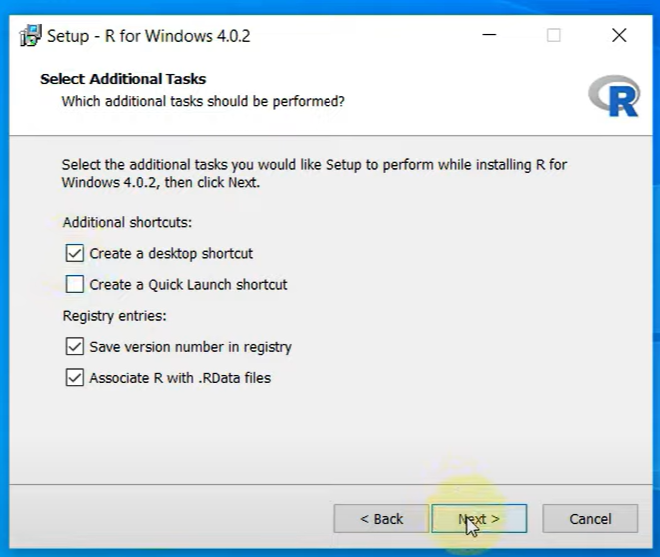 Setup - R for Windows 4.0.2
Select Additional Tasks
Which additional tasks should be performed?
R
Select the additional tasks you would like Setup to perform while installing R for
Windows 4.0.2, then click Next.
Additional shortcuts:
Create a desktop shortcut
Create a Quick Launch shortcut
Registry entries:
Save version number in registry
Associate R with .RData files
< Back
Next >
Cancel